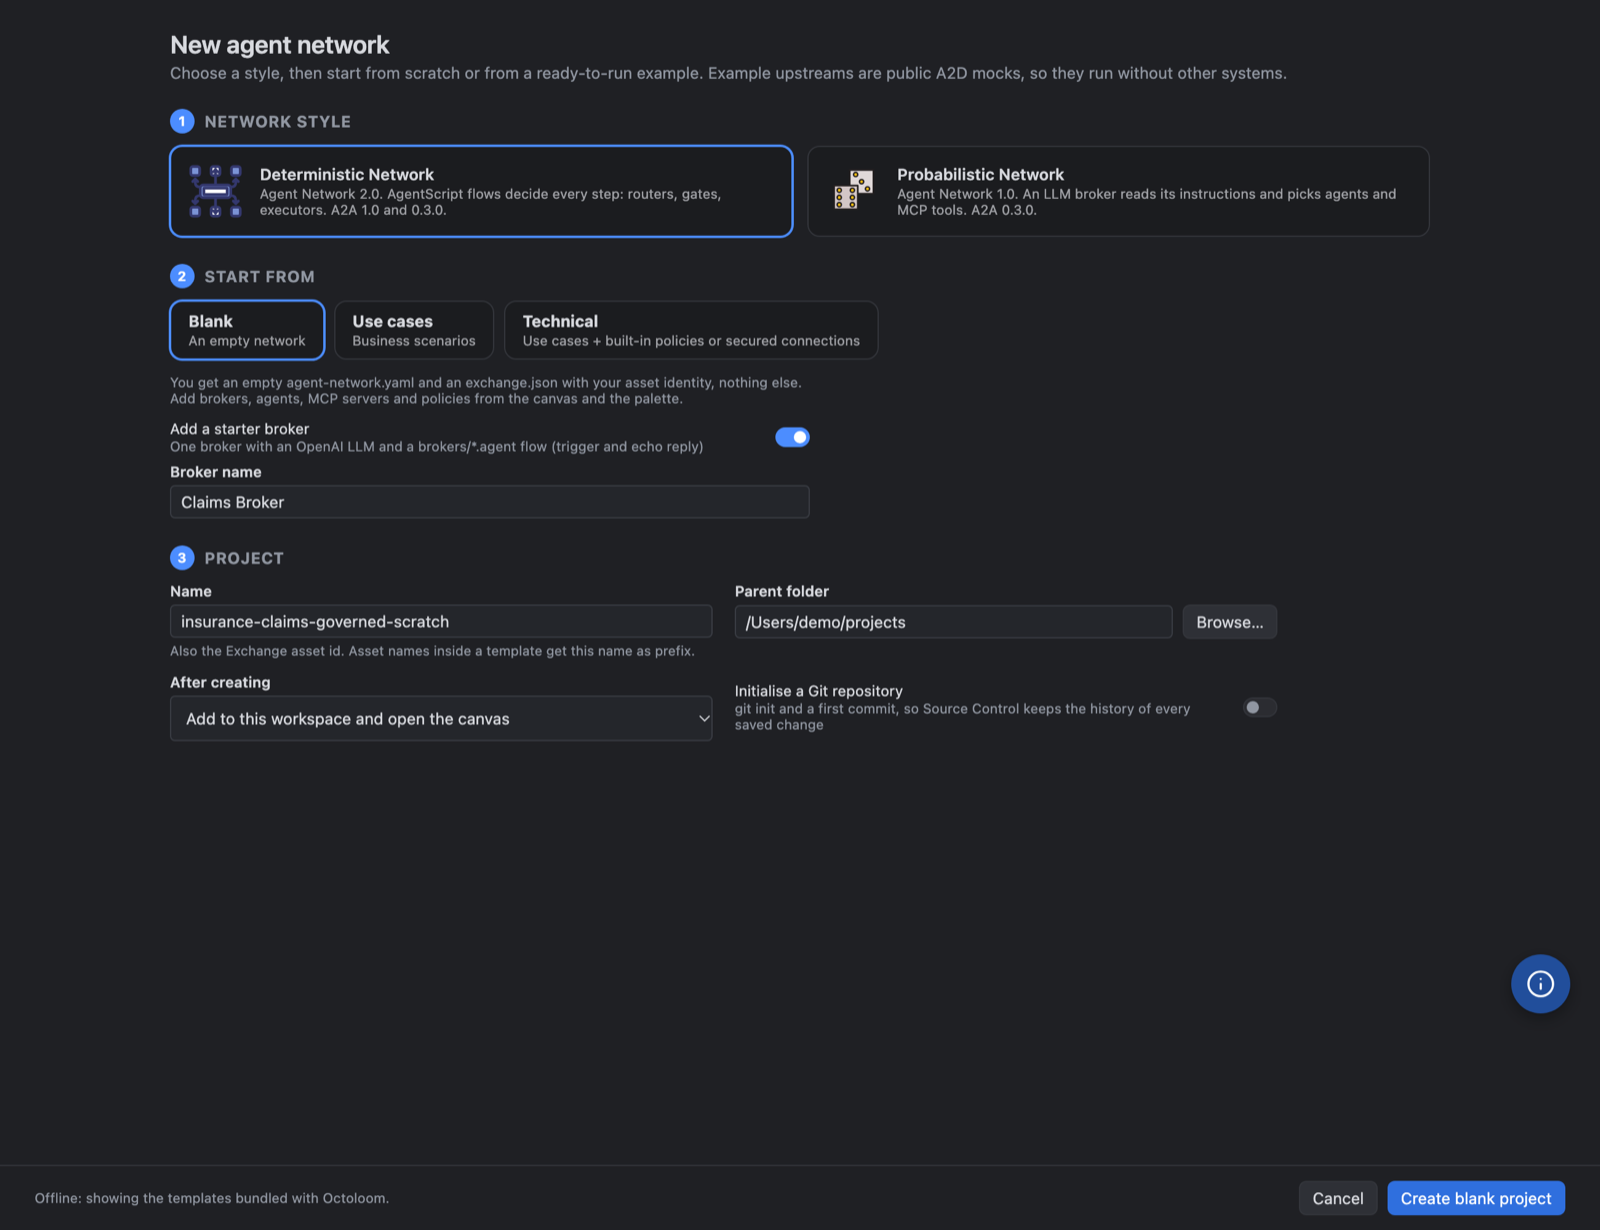 New agent network
Choose a style, then start from scratch or from a ready-to-run example. Example upstreams are public A2D mocks, so they run without other systems.
1 NETWORK STYLE
Deterministic Network
Agent Network 2.0. AgentScript flows decide every step: routers, gates,
executors. A2A 1.0 and 0.3.0.
Probabilistic Network
Agent Network 1.0. An LLM broker reads its instructions and picks agents and
MCP tools. A2A 0.3.0.
2 START FROM
Blank
An empty network
Use cases
Business scenarios
Technical
Use cases + built-in policies or secured connections
You get an empty agent-network.yaml and an exchange.json with your asset identity, nothing else.
Add brokers, agents, MCP servers and policies from the canvas and the palette.
Add a starter broker
One broker with an OpenAI LLM and a brokers/*.agent flow (trigger and echo reply)
Broker name
Claims Broker
3 PROJECT
Name
insurance-claims-governed-scratch
Also the Exchange asset id. Asset names inside a template get this name as prefix.
Parent folder
/Users/demo/projects
Browse...
After creating
Add to this workspace and open the canvas
Initialise a Git repository
git init and a first commit, so Source Control keeps the history of every
saved change
Offline: showing the templates bundled with Octoloom.
Cancel
Create blank project